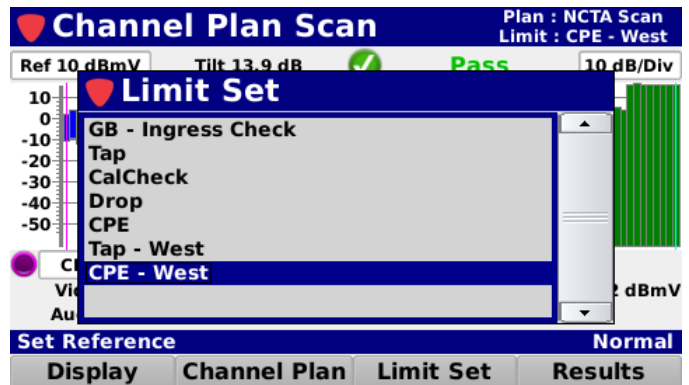 Channel Plan Scan
Plan : NCTA Scan
Limit : CPE - West
Ref 10 dBmV
Tilt 13.9 dB
Pass
10 dB/Div
Limit Set
10
0
-10
-20
-30
-40
-50
GB - Ingress Check
Tap
CalCheck
Drop
CPE
Tap - West
CPE - West
dBmV
Set Reference
Normal
Display
Channel Plan
Limit Set
Results